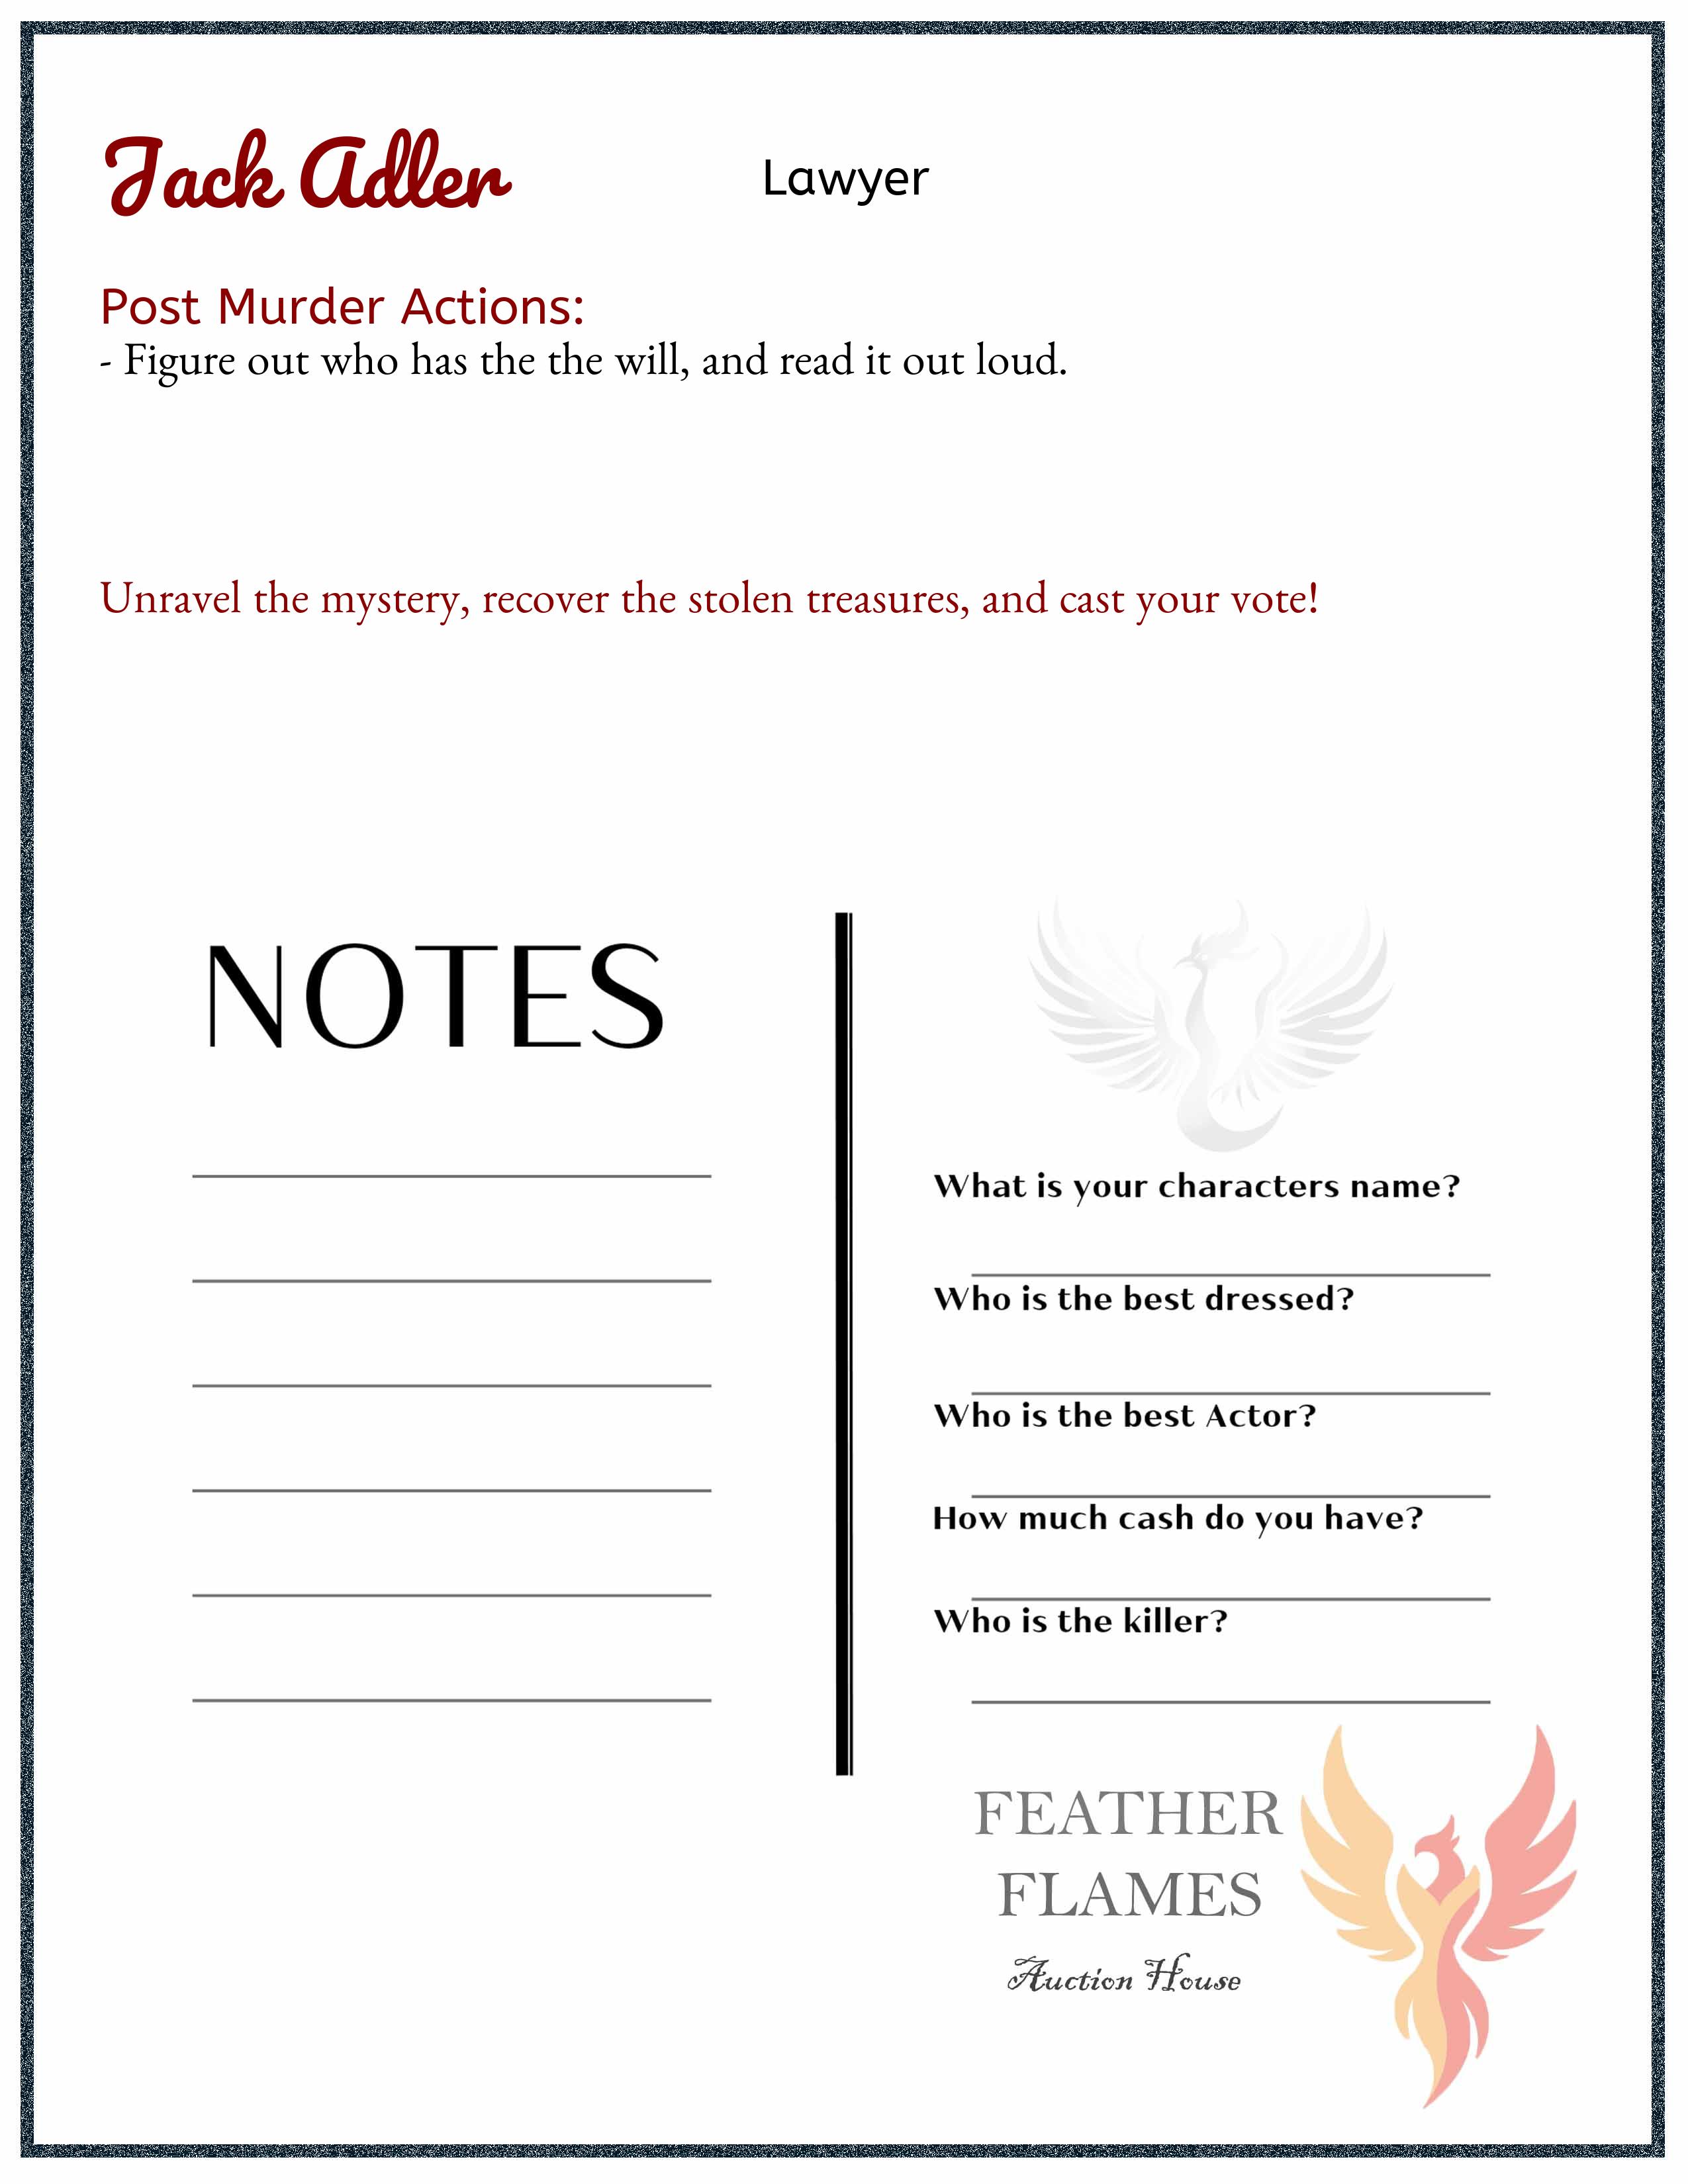 Jack Adler
Lawyer
Post Murder Actions:
- Figure out who has the the will, and read it out loud.
Unravel the mystery, recover the stolen treasures, and cast your vote!
NOTES
What is your characters name?
Who is the best dressed?
Who is the best Actor?
How much cash do you have?
Who is the killer?
FEATHER
FLAMES
Auction House